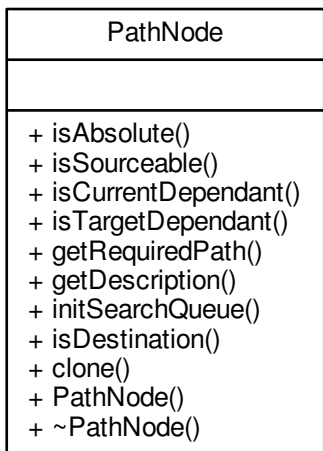 PathNode
+ isAbsolute()
+ isSourceable()
+ isCurrentDependant()
+ isTargetDependant()
+ getRequiredPath()
+ getDescription()
+ initSearchQueue()
+ isDestination()
+ clone()
+ PathNode()
+ ~PathNode()